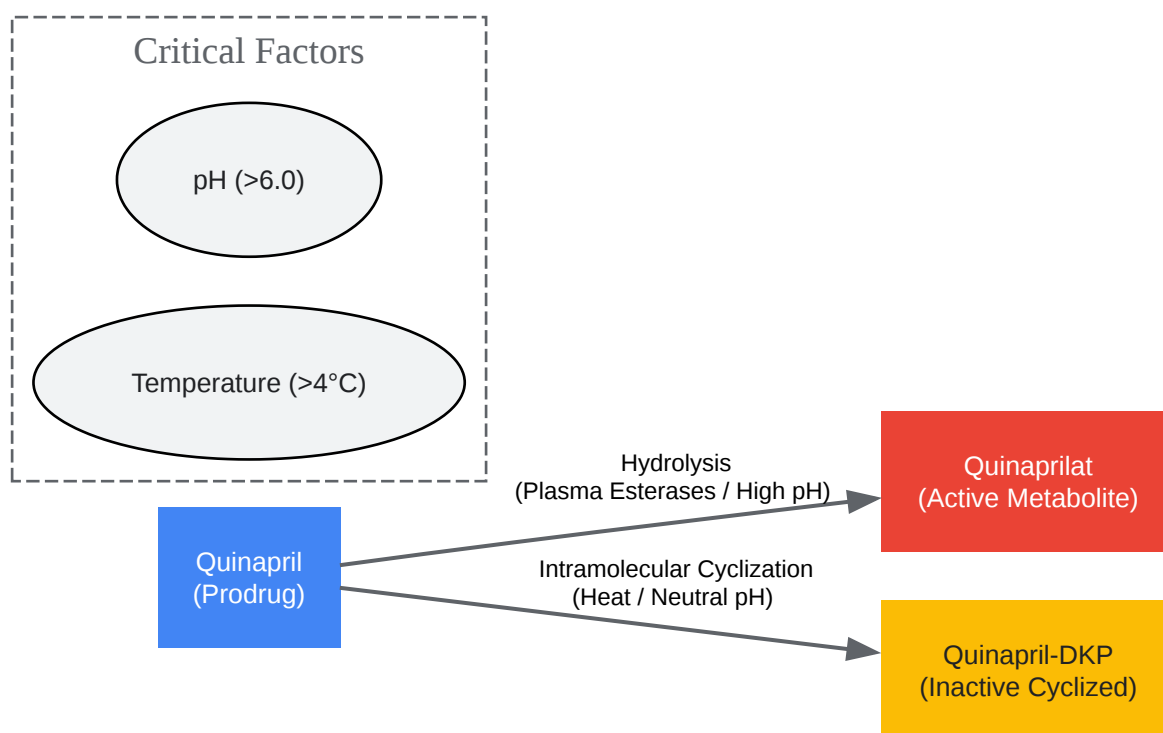 Critical Factors
pH (>6.0)
Temperature (>4°C)
Hydrolysis
(Plasma Esterases / High pH)
Quinaprilat
(Active Metabolite)
Quinapril
(Prodrug)
Intramolecular Cyclization
(Heat / Neutral pH)
Quinapril-DKP
(Inactive Cyclized)